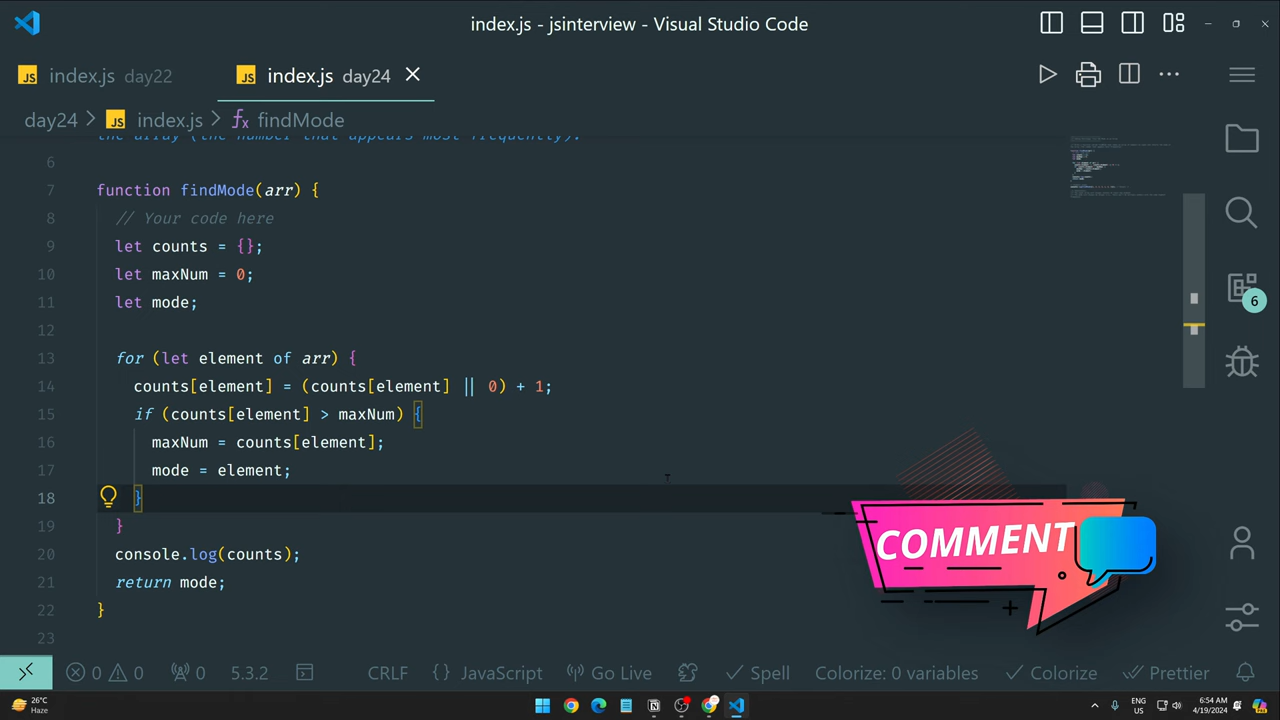 index.js - jsinterview - Visual Studio Code
JS index.js day22
JS index.js day24
day24 > JS index.js > findMode
the array (the number that appears most frequently).
6
7 function findMode(arr) {
8 // Your code here
9 let counts = {};
10 let maxNum = 0;
11 let mode;
12
13 for (let element of arr) {
14 counts[element] = (counts[element] || 0) + 1;
15 if (counts[element] > maxNum) {
16 maxNum = counts[element];
17 mode = element;
18 }
19 }
20 console.log(counts);
21 return mode;
22 }
23
6
COMMENT
0 0 0 5.3.2 CRLF {} JavaScript Go Live Spell Colorize: 0 variables Colorize Prettier
26°C
Haze
ENG
US
6:54 AM
4/19/2024